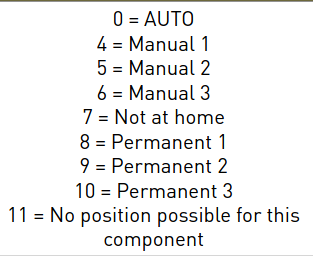 0 = AUTO
4 = Manual 1
5 = Manual 2
6 = Manual 3
7 = Not at home
8 = Permanent 1
9 = Permanent 2
10 = Permanent 3
11 = No position possible for this
component